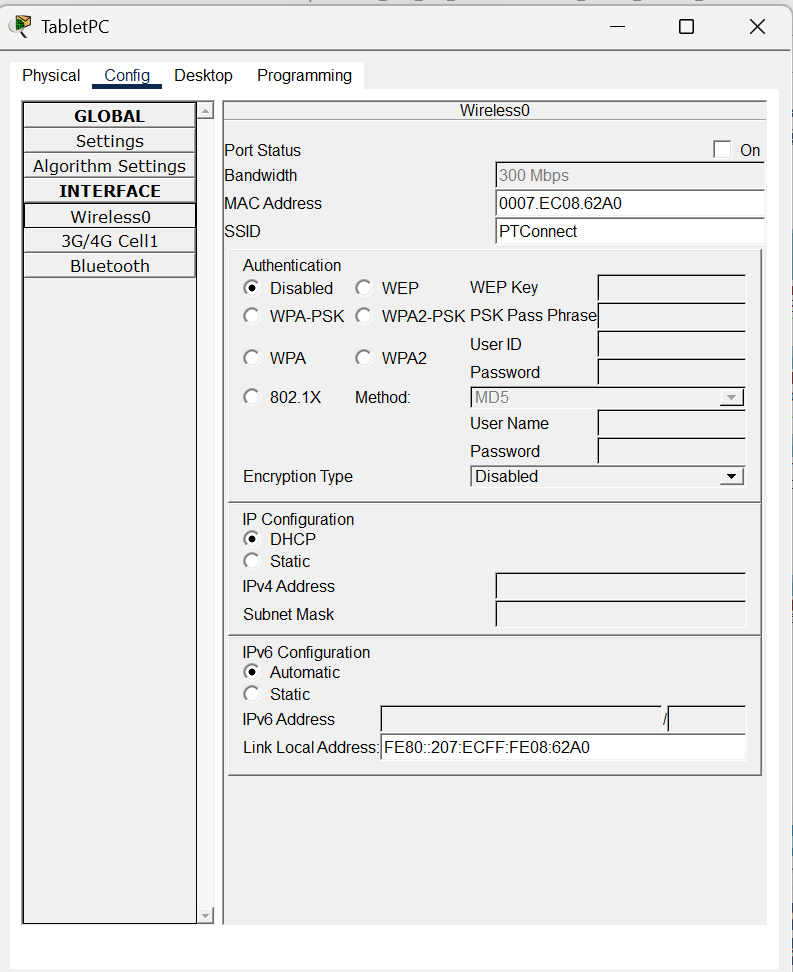 TabletPC
Physical Config Desktop Programming
GLOBAL
Settings
Algorithm Settings
INTERFACE
Wireless0
3G/4G Cell1
Bluetooth
Wireless0
Port Status On
Bandwidth 300 Mbps
MAC Address 0007.EC08.62A0
SSID PTConnect
Authentication
Disabled WEP WEP Key
WPA-PSK WPA2-PSK PSK Pass Phrase
User ID
WPA WPA2
Password
802.1X Method: MD5
User Name
Password
Encryption Type Disabled
IP Configuration
DHCP
Static
IPv4 Address
Subnet Mask
IPv6 Configuration
Automatic
Static
IPv6 Address /
Link Local Address: FE80::207:ECFF:FE08:62A0